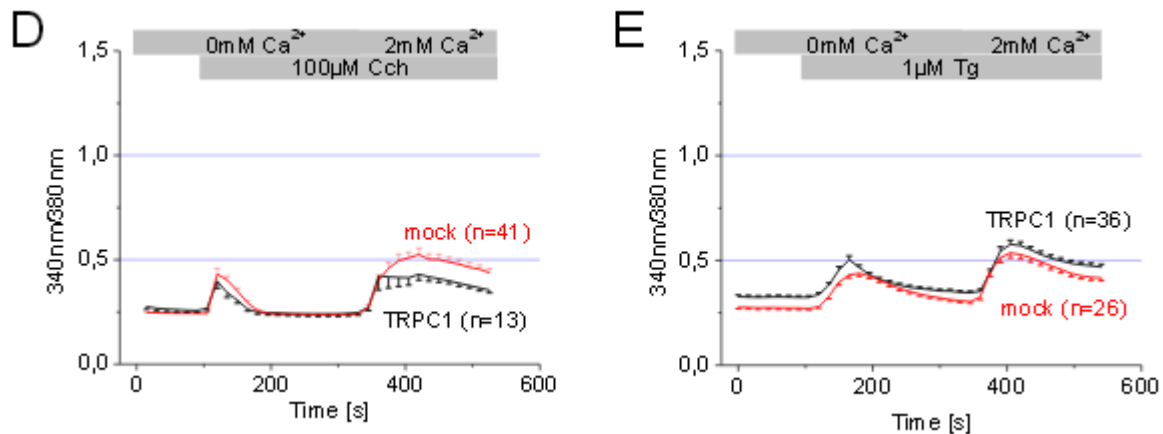 D
0mM Ca²⁺ 2mM Ca²⁺
100µM Cch
1,5
1,0
0,5
0,0
340nm/380nm
mock (n=41)
TRPC1 (n=13)
0 200 400 600
Time [s]
E
0mM Ca²⁺ 2mM Ca²⁺
1µM Tg
1,5
1,0
0,5
0,0
340nm/380nm
TRPC1 (n=36)
mock (n=26)
0 200 400 600
Time [s]